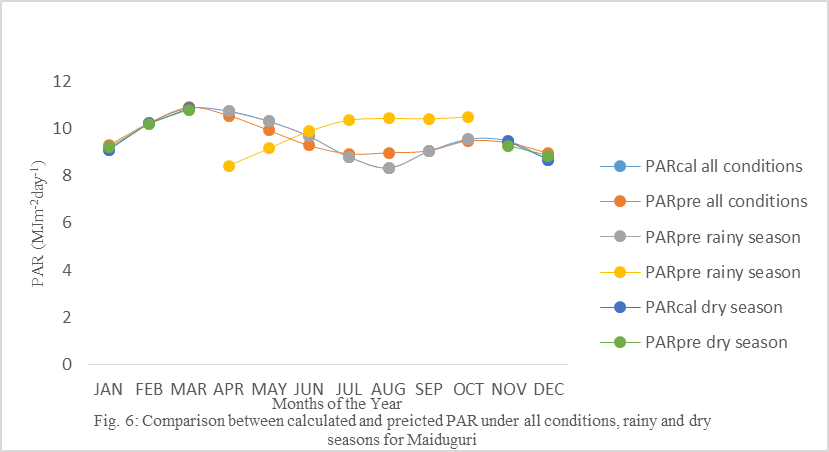 12
10
8
6
4
2
0
PAR (MJm-2day-1)
JAN FEB MAR APR MAY JUN JUL AUG SEP OCT NOV DEC
Months of the Year
PARcal all conditions
PARpre all conditions
PARpre rainy season
PARpre rainy season
PARcal dry season
PARpre dry season
Fig. 6: Comparison between calculated and preicted PAR under all conditions, rainy and dry
seasons for Maiduguri